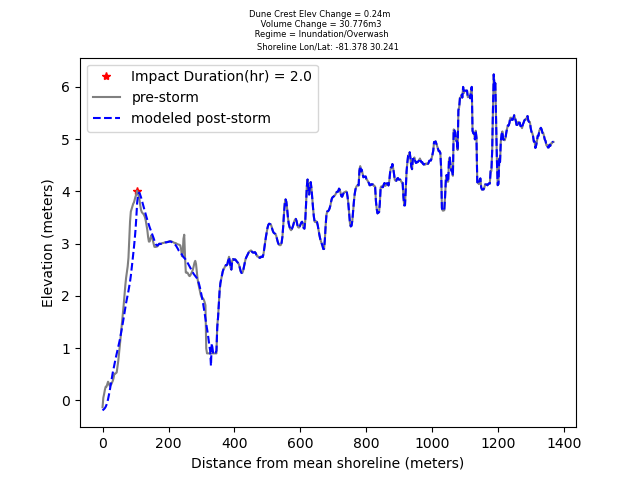 Dune Crest Elev Change = 0.24m
Volume Change = 30.776m3
Regime = Inundation/Overwash
Shoreline Lon/Lat: -81.378 30.241
Impact Duration(hr) = 2.0
pre-storm
modeled post-storm
Elevation (meters)
6
5
4
3
2
1
0
0 200 400 600 800 1000 1200 1400
Distance from mean shoreline (meters)